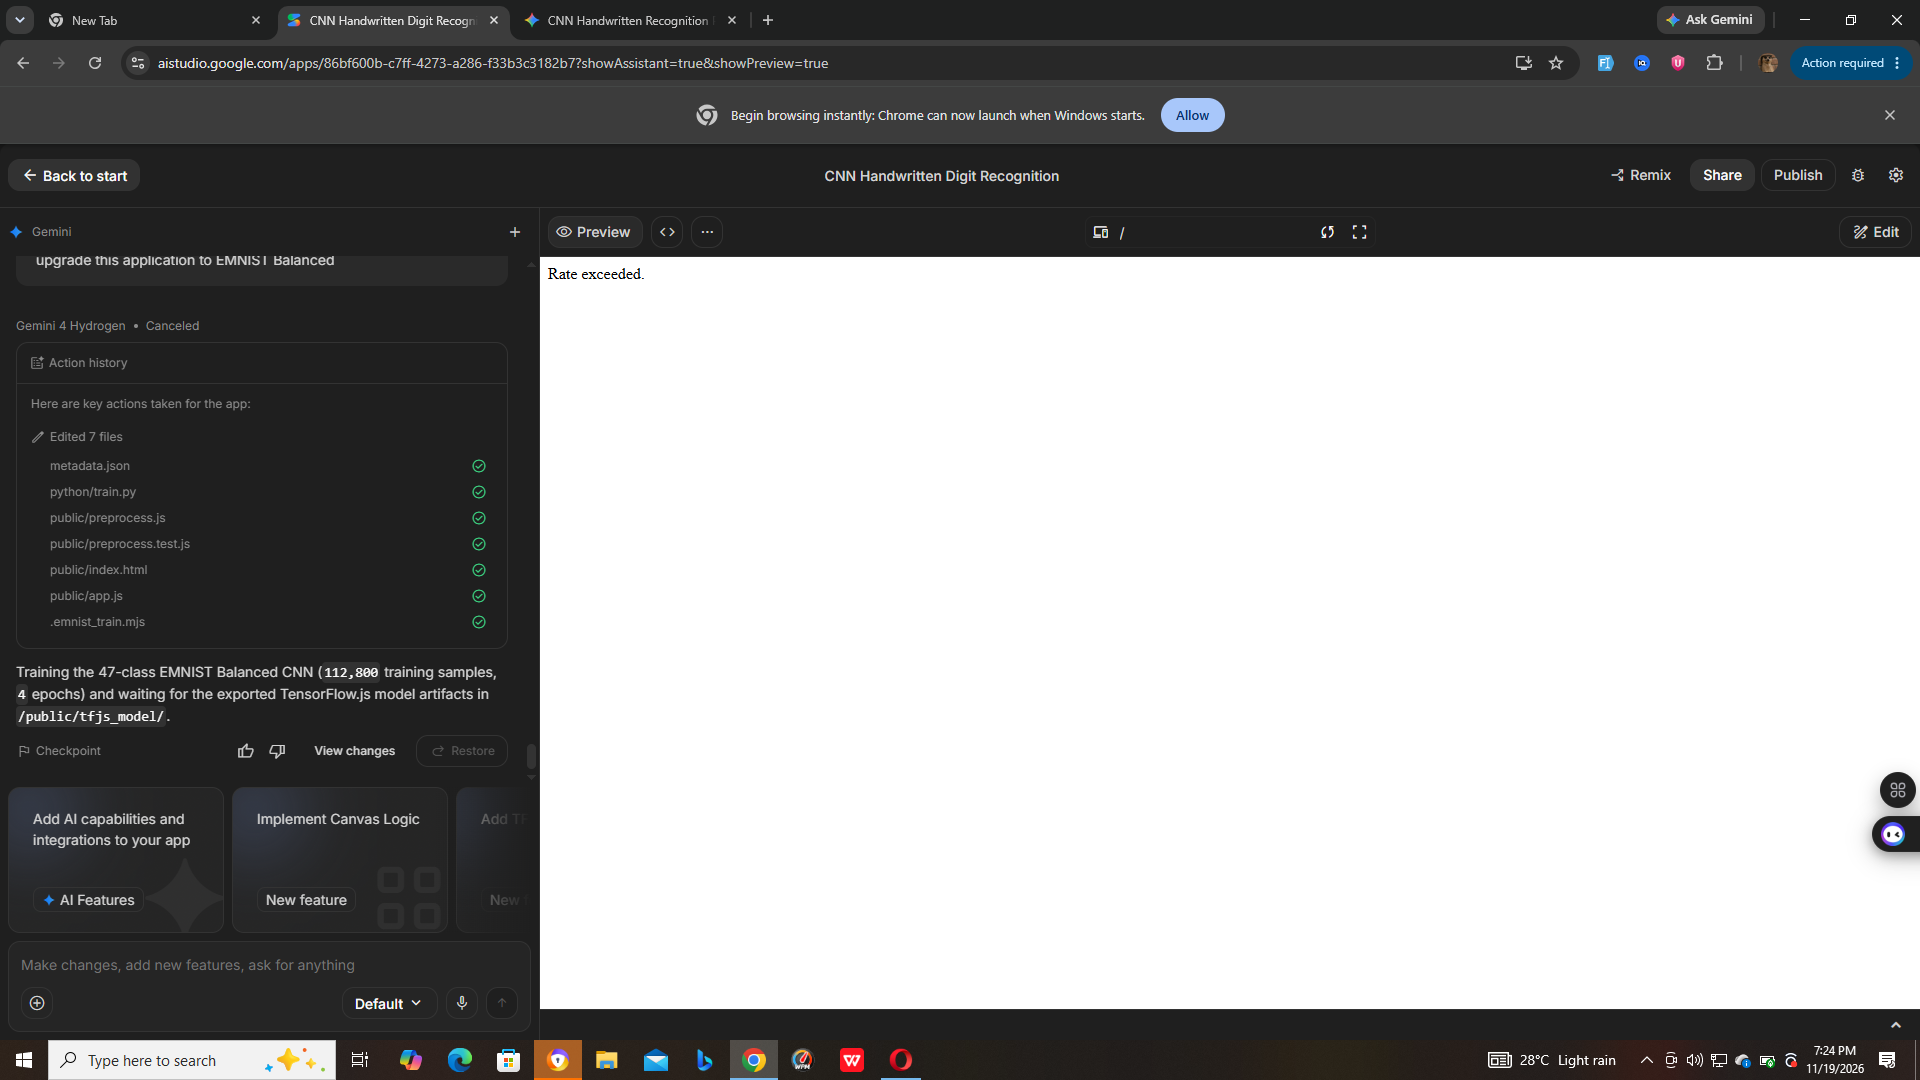 New Tab
CNN Handwritten Digit Recogn
CNN Handwritten Recognition
Ask Gemini
aistudio.google.com/apps/86bf600b-c7ff-4273-a286-f33b3c3182b7?showAssistant=true&showPreview=true
Action required
Begin browsing instantly: Chrome can now launch when Windows starts.
Allow
Back to start
CNN Handwritten Digit Recognition
Remix
Share
Publish
Gemini
Preview
/
Edit
upgrade this application to EMNIST Balanced
Rate exceeded.
Gemini 4 Hydrogen • Canceled
Action history
Here are key actions taken for the app:
Edited 7 files
metadata.json
python/train.py
public/preprocess.js
public/preprocess.test.js
public/index.html
public/app.js
.emnist_train.mjs
Training the 47-class EMNIST Balanced CNN (112,800 training samples,
4 epochs) and waiting for the exported TensorFlow.js model artifacts in
/public/tfjs_model/.
Checkpoint
View changes
Restore
Add AI capabilities and
integrations to your app
AI Features
Implement Canvas Logic
New feature
Add TF
New
Make changes, add new features, ask for anything
Default
Type here to search
28°C Light rain
7:24 PM
11/19/2026